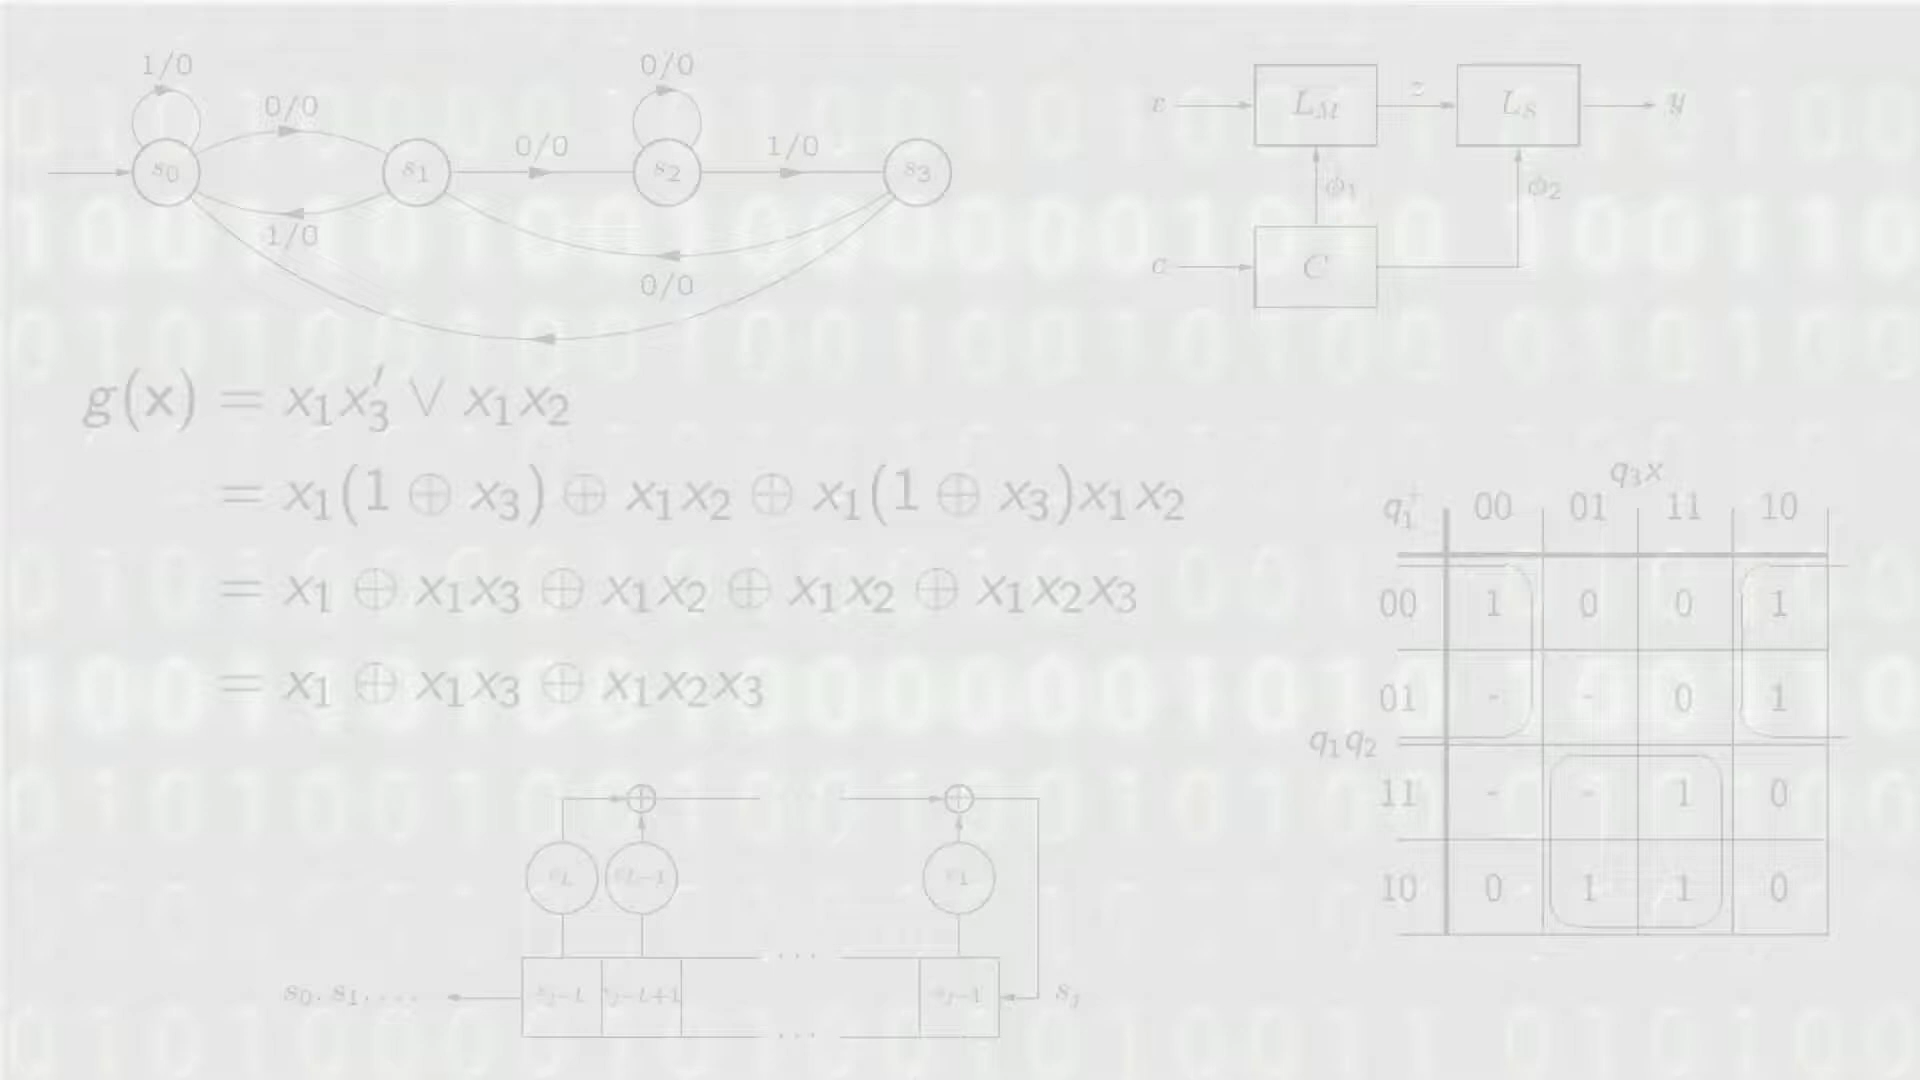 1/0
0/0
0/0
0/0
1/0
s₀ s₁ s₂ s₃
1/0
0/0
L_M z L_S y
ϕ₁ ϕ₂
c C
g(x) = x₁x₃′ ∨ x₁x₂
= x₁(1 ⊕ x₃) ⊕ x₁x₂ ⊕ x₁(1 ⊕ x₃)x₁x₂
= x₁ ⊕ x₁x₃ ⊕ x₁x₂ ⊕ x₁x₂ ⊕ x₁x₂x₃
= x₁ ⊕ x₁x₃ ⊕ x₁x₂x₃
q₃x
q₁⁺ 00 01 11 10
00 1 0 0 1
01 - - 0 1
q₁q₂
11 - - 1 0
10 0 1 1 0
s₀, s₁, ... s_j